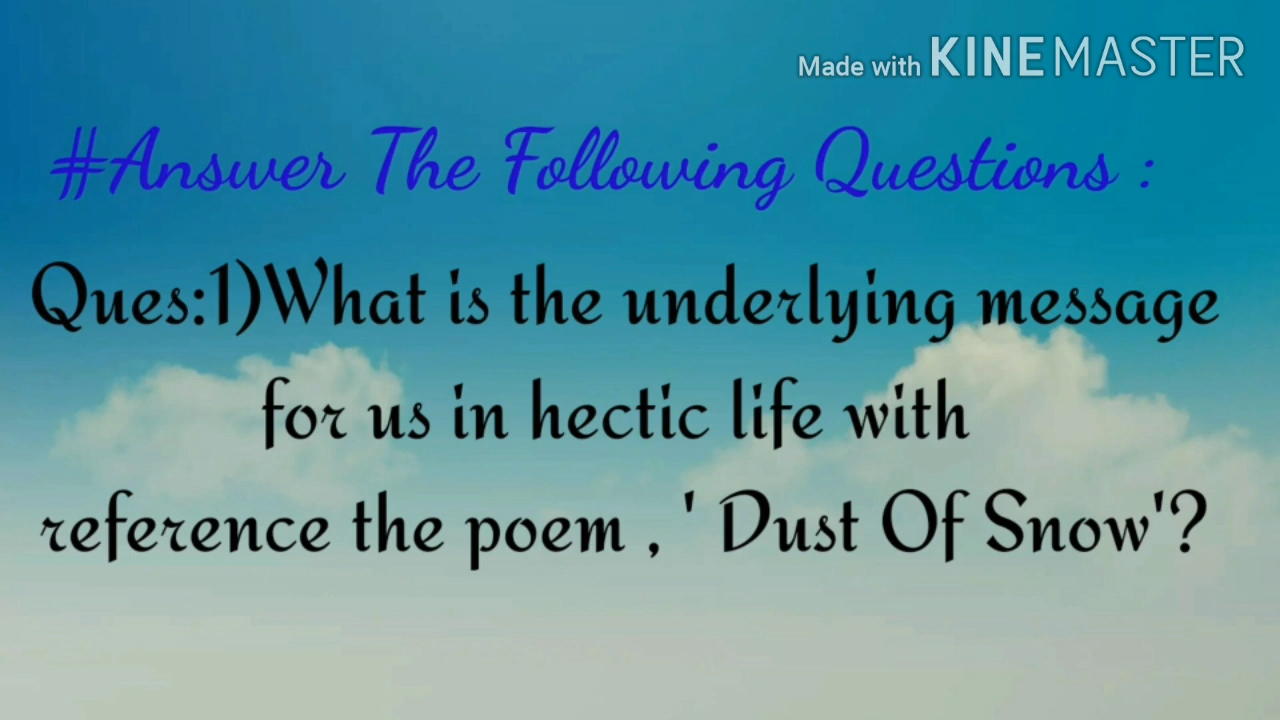 Made with KINEMASTER
#Answer The Following Questions :
Ques:1)What is the underlying message
for us in hectic life with
reference the poem , ' Dust Of Snow'?